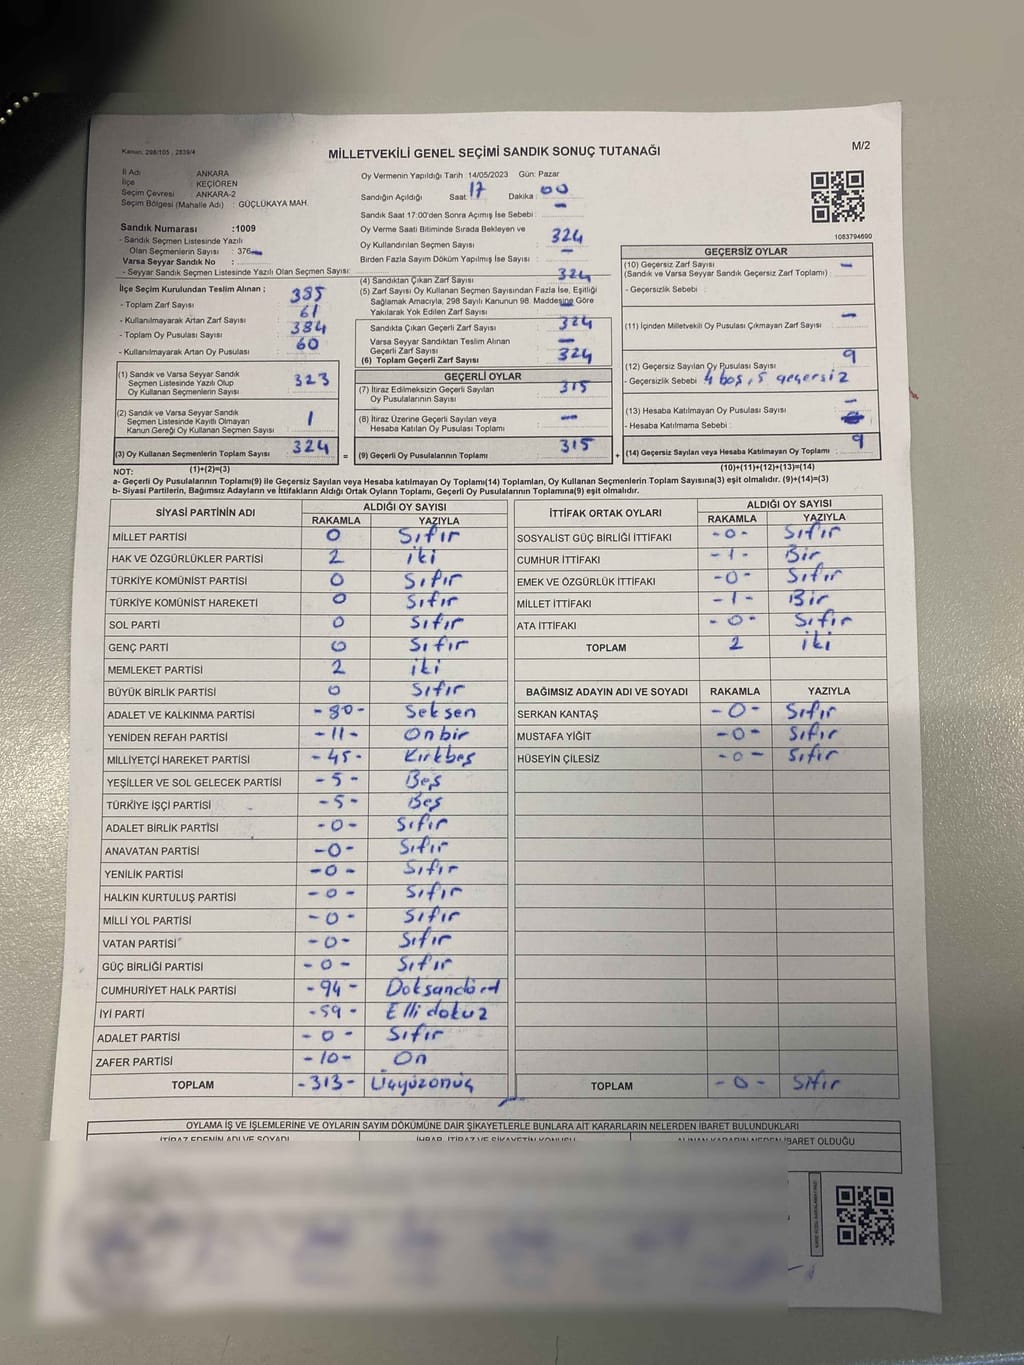 Kanun: 298/105 , 2839/4
MİLLETVEKİLİ GENEL SEÇİMİ SANDIK SONUÇ TUTANAĞI
M/2
İl Adı : ANKARA
İlçe : KEÇİÖREN
Seçim Çevresi : ANKARA-2
Seçim Bölgesi (Mahalle Adı) : GÜÇLÜKAYA MAH.
Sandık Numarası :1009
- Sandık Seçmen Listesinde Yazılı
Olan Seçmenlerin Sayısı : 376
Varsa Seyyar Sandık No :
- Seyyar Sandık Seçmen Listesinde Yazılı Olan Seçmen Sayısı:
Oy Vermenin Yapıldığı Tarih : 14/05/2023 Gün: Pazar
Sandığın Açıldığı Saat : 17 Dakika : 00
Sandık Saat 17:00'den Sonra Açımış İse Sebebi : -
Oy Verme Saati Bitiminde Sırada Bekleyen ve
Oy Kullandırılan Seçmen Sayısı : 324
Birden Fazla Sayım Döküm Yapılmış İse Sayısı : -
1083794690
İlçe Seçim Kurulundan Teslim Alınan ;
- Toplam Zarf Sayısı : 385
- Kullanılmayarak Artan Zarf Sayısı : 61
- Toplam Oy Pusulası Sayısı : 384
- Kullanılmayarak Artan Oy Pusulası : 60
(1) Sandık ve Varsa Seyyar Sandık
Seçmen Listesinde Yazılı Olup
Oy Kullanan Seçmenlerin Sayısı : 323
(2) Sandık ve Varsa Seyyar Sandık
Seçmen Listesinde Kayıtlı Olmayan
Kanun Gereği Oy Kullanan Seçmen Sayısı : 1
(3) Oy Kullanan Seçmenlerin Toplam Sayısı : 324
(4) Sandıktan Çıkan Zarf Sayısı : 324
(5) Zarf Sayısı Oy Kullanan Seçmen Sayısından Fazla İse, Eşitliği
Sağlamak Amacıyla; 298 Sayılı Kanunun 98. Maddesine Göre
Yakılarak Yok Edilen Zarf Sayısı :
Sandıkta Çıkan Geçerli Zarf Sayısı : 324
Varsa Seyyar Sandıktan Teslim Alınan
Geçerli Zarf Sayısı : -
(6) Toplam Geçerli Zarf Sayısı : 324
GEÇERLİ OYLAR
(7) İtiraz Edilmeksizin Geçerli Sayılan
Oy Pusulalarının Sayısı : 315
(8) İtiraz Üzerine Geçerli Sayılan veya
Hesaba Katılan Oy Pusulası Toplamı : -
= (9) Geçerli Oy Pusulalarının Toplamı : 315
GEÇERSİZ OYLAR
(10) Geçersiz Zarf Sayısı : -
(Sandık ve Varsa Seyyar Sandık Geçersiz Zarf Toplamı)
- Geçersizlik Sebebi :
(11) İçinden Milletvekili Oy Pusulası Çıkmayan Zarf Sayısı : -
(12) Geçersiz Sayılan Oy Pusulası Sayısı : 9
- Geçersizlik Sebebi : 4 boş, 5 geçersiz
(13) Hesaba Katılmayan Oy Pusulası Sayısı : -
- Hesaba Katılmama Sebebi :
+ (14) Geçersiz Sayılan veya Hesaba Katılmayan Oy Toplamı : 9
NOT: (1)+(2)=(3) (10)+(11)+(12)+(13)=(14)
a- Geçerli Oy Pusulalarının Toplamı(9) ile Geçersiz Sayılan veya Hesaba katılmayan Oy Toplamı(14) Toplamları, Oy Kullanan Seçmenlerin Toplam Sayısına(3) eşit olmalıdır. (9)+(14)=(3)
b- Siyasi Partilerin, Bağımsız Adayların ve İttifakların Aldığı Ortak Oyların Toplamı, Geçerli Oy Pusulalarının Toplamına(9) eşit olmalıdır.
SİYASİ PARTİNİN ADI ALDIĞI OY SAYISI
RAKAMLA YAZIYLA
MİLLET PARTİSİ 0 Sıfır
HAK VE ÖZGÜRLÜKLER PARTİSİ 2 iki
TÜRKİYE KOMÜNİST PARTİSİ 0 Sıfır
TÜRKİYE KOMÜNİST HAREKETİ 0 Sıfır
SOL PARTİ 0 Sıfır
GENÇ PARTİ 0 Sıfır
MEMLEKET PARTİSİ 2 iki
BÜYÜK BİRLİK PARTİSİ 0 Sıfır
ADALET VE KALKINMA PARTİSİ -80- Seksen
YENİDEN REFAH PARTİSİ -11- Onbir
MİLLİYETÇİ HAREKET PARTİSİ -45- Kırkbeş
YEŞİLLER VE SOL GELECEK PARTİSİ -5- Beş
TÜRKİYE İŞÇİ PARTİSİ -5- Beş
ADALET BİRLİK PARTİSİ -0- Sıfır
ANAVATAN PARTİSİ -0- Sıfır
YENİLİK PARTİSİ -0- Sıfır
HALKIN KURTULUŞ PARTİSİ -0- Sıfır
MİLLİ YOL PARTİSİ -0- Sıfır
VATAN PARTİSİ -0- Sıfır
GÜÇ BİRLİĞİ PARTİSİ -0- Sıfır
CUMHURİYET HALK PARTİSİ -94- Doksandört
İYİ PARTİ -59- Elli dokuz
ADALET PARTİSİ -0- Sıfır
ZAFER PARTİSİ -10- On
TOPLAM -313- Üçyüzonüç
İTTİFAK ORTAK OYLARI ALDIĞI OY SAYISI
RAKAMLA YAZIYLA
SOSYALİST GÜÇ BİRLİĞİ İTTİFAKI -0- Sıfır
CUMHUR İTTİFAKI -1- Bir
EMEK VE ÖZGÜRLÜK İTTİFAKI -0- Sıfır
MİLLET İTTİFAKI -1- Bir
ATA İTTİFAKI -0- Sıfır
TOPLAM 2 iki
BAĞIMSIZ ADAYIN ADI VE SOYADI RAKAMLA YAZIYLA
SERKAN KANTAŞ -0- Sıfır
MUSTAFA YİĞİT -0- Sıfır
HÜSEYİN ÇİLESİZ -0- Sıfır
TOPLAM -0- Sıfır
OYLAMA İŞ VE İŞLEMLERİNE VE OYLARIN SAYIM DÖKÜMÜNE DAİR ŞİKAYETLERLE BUNLARA AİT KARARLARIN NELERDEN İBARET BULUNDUKLARI
İTİRAZ EDENİN ADI VE SOYADI İHBAR, İTİRAZ VE ŞİKAYETİN KONUSU ALINAN KARARIN NEDEN İBARET OLDUĞU